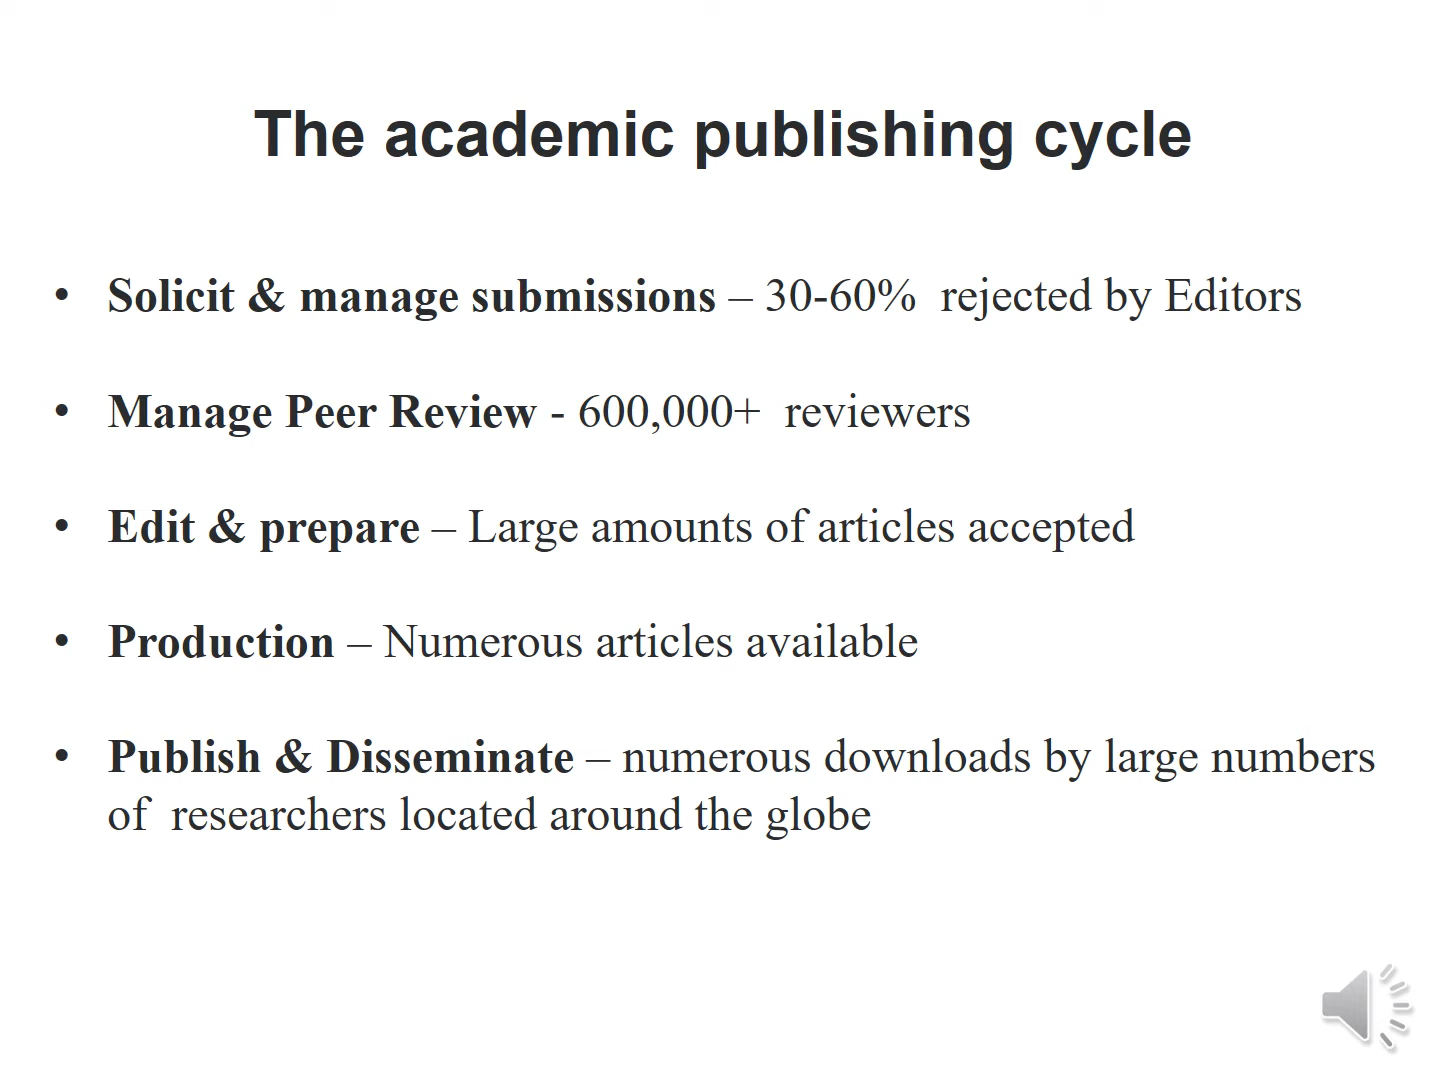 The academic publishing cycle
• Solicit & manage submissions – 30-60%  rejected by Editors
• Manage Peer Review - 600,000+  reviewers
• Edit & prepare – Large amounts of articles accepted
• Production – Numerous articles available
• Publish & Disseminate – numerous downloads by large numbers
of  researchers located around the globe